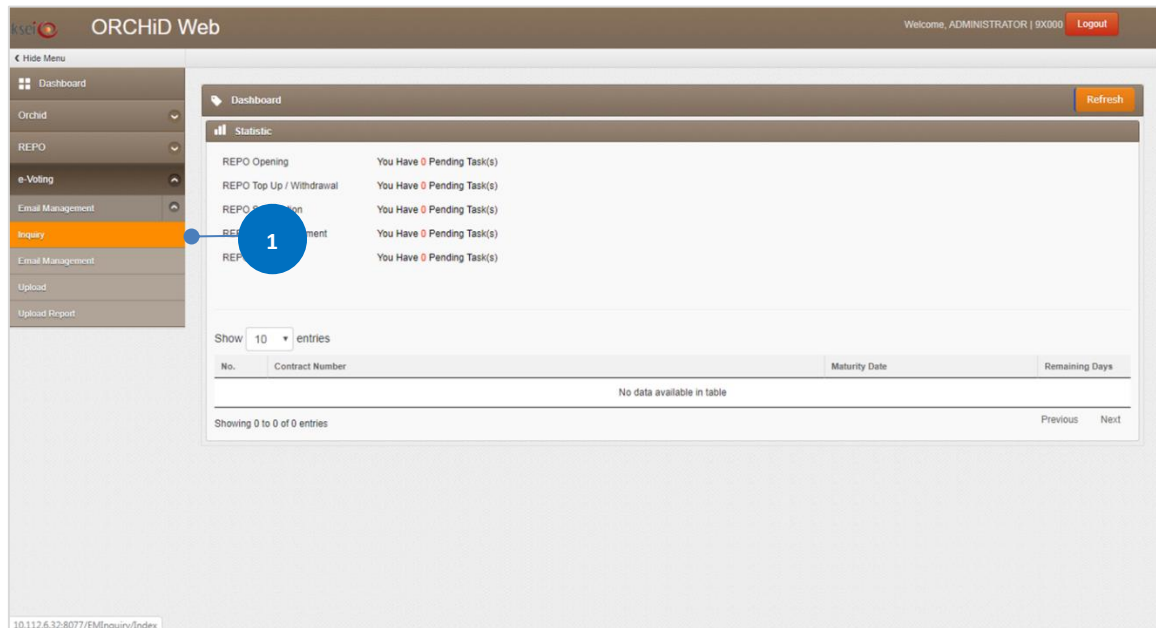 ksei ORCHiD Web
Welcome, ADMINISTRATOR | 9X000 Logout
Hide Menu
Dashboard
Orchid
REPO
e-Voting
Email Management
Inquiry
Email Management
Upload
Upload Report
Dashboard Refresh
Statistic
REPO Opening You Have 0 Pending Task(s)
REPO Top Up / Withdrawal You Have 0 Pending Task(s)
REPO You Have 0 Pending Task(s)
You Have 0 Pending Task(s)
You Have 0 Pending Task(s)
1
Show 10 entries
No. Contract Number Maturity Date Remaining Days
No data available in table
Showing 0 to 0 of 0 entries Previous Next
10.112.6.32:8077/EMInquiry/Index